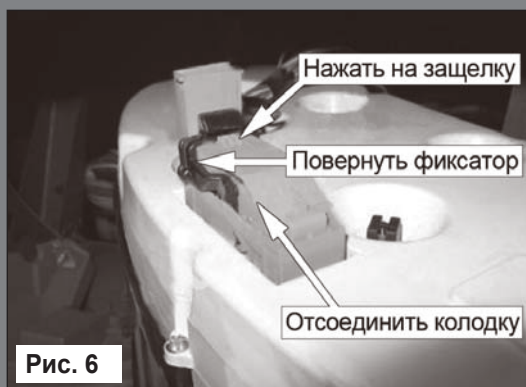 Нажать на защелку
Повернуть фиксатор
Отсоединить колодку
Рис. 6